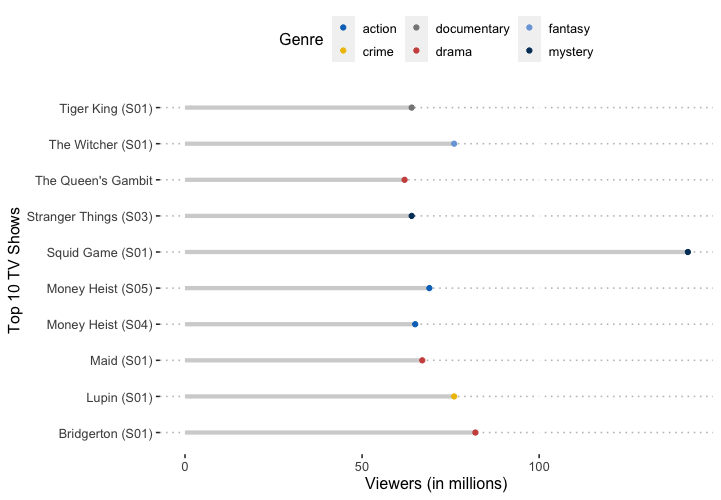 Genre
action documentary fantasy
crime drama mystery
Top 10 TV Shows
Tiger King (S01)
The Witcher (S01)
The Queen's Gambit
Stranger Things (S03)
Squid Game (S01)
Money Heist (S05)
Money Heist (S04)
Maid (S01)
Lupin (S01)
Bridgerton (S01)
0 50 100
Viewers (in millions)